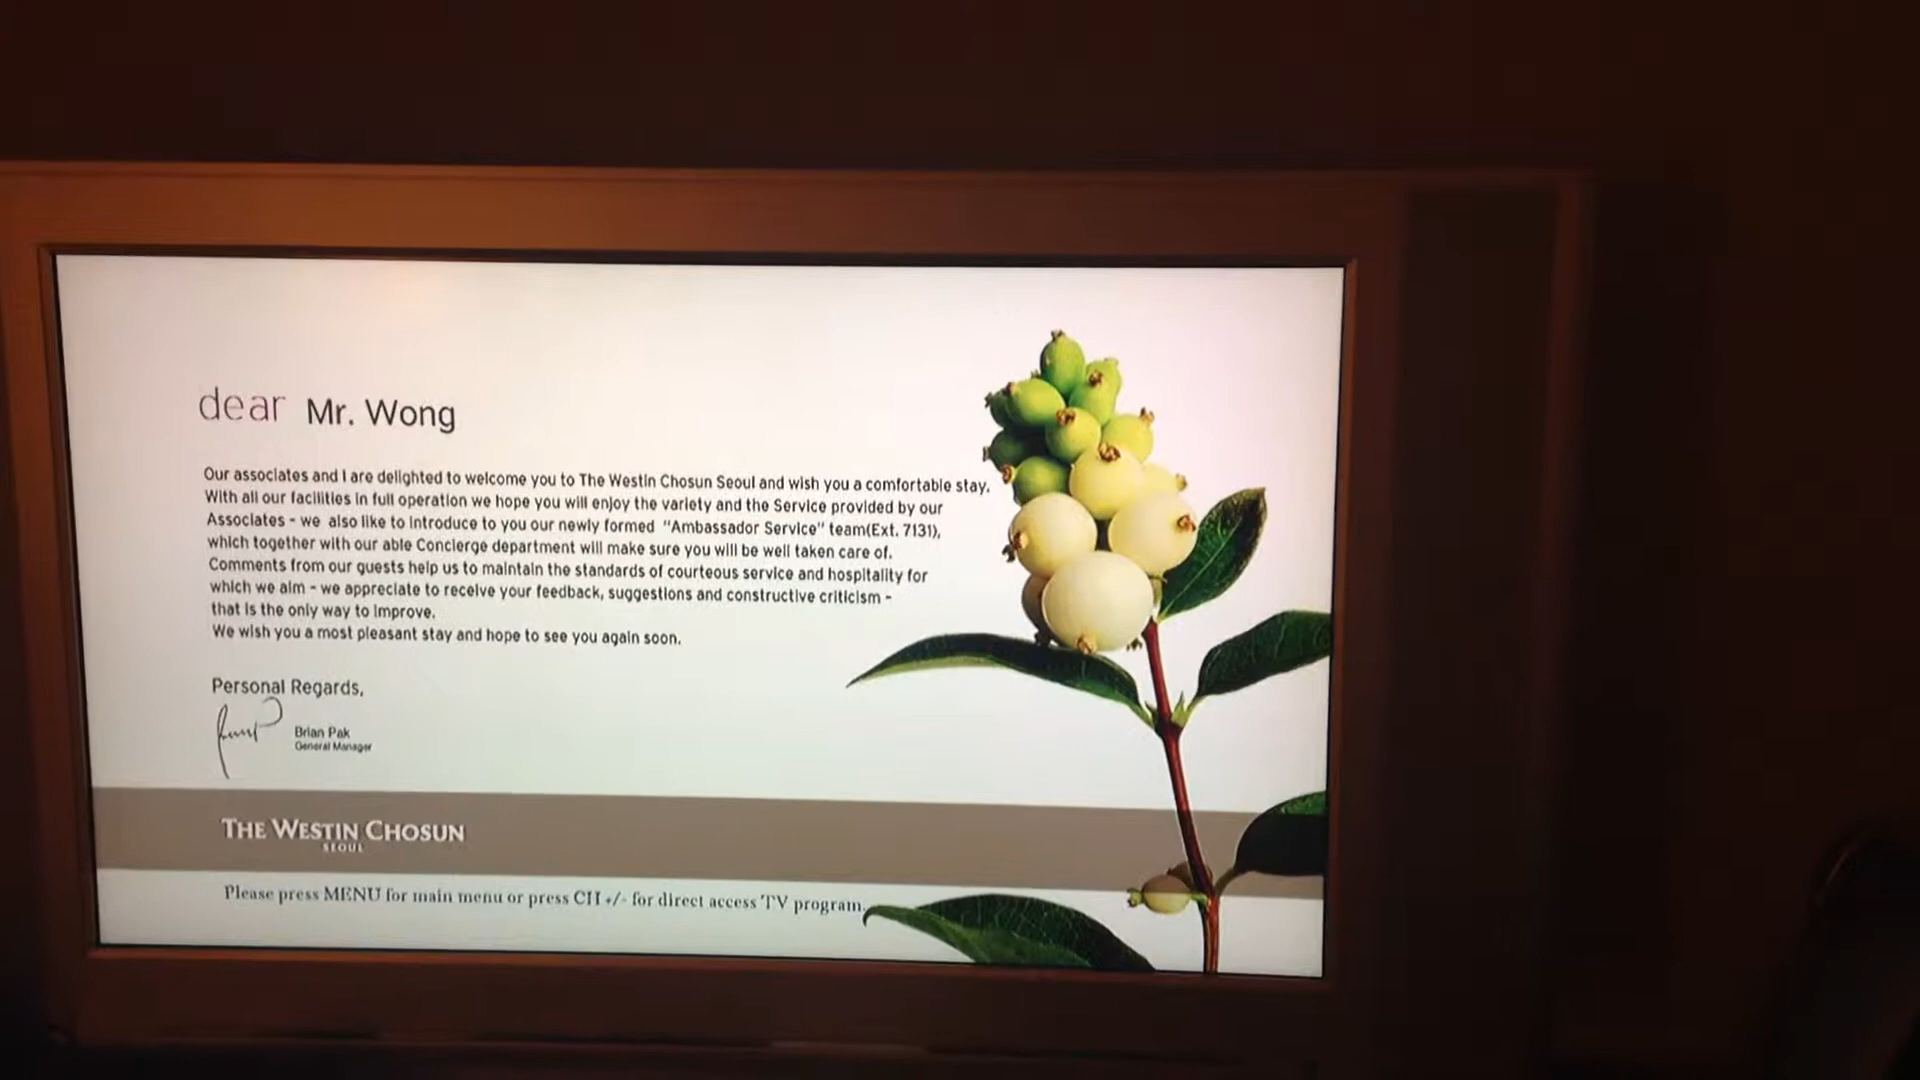 dear Mr. Wong
Our associates and I are delighted to welcome you to The Westin Chosun Seoul and wish you a comfortable stay.
With all our facilities in full operation we hope you will enjoy the variety and the Service provided by our
Associates - we also like to introduce to you our newly formed "Ambassador Service" team(Ext. 7131),
which together with our able Concierge department will make sure you will be well taken care of.
Comments from our guests help us to maintain the standards of courteous service and hospitality for
which we aim - we appreciate to receive your feedback, suggestions and constructive criticism -
that is the only way to improve.
We wish you a most pleasant stay and hope to see you again soon.
Personal Regards,
Brian Pak
General Manager
THE WESTIN CHOSUN
SEOUL
Please press MENU for main menu or press CH +/- for direct access TV program.